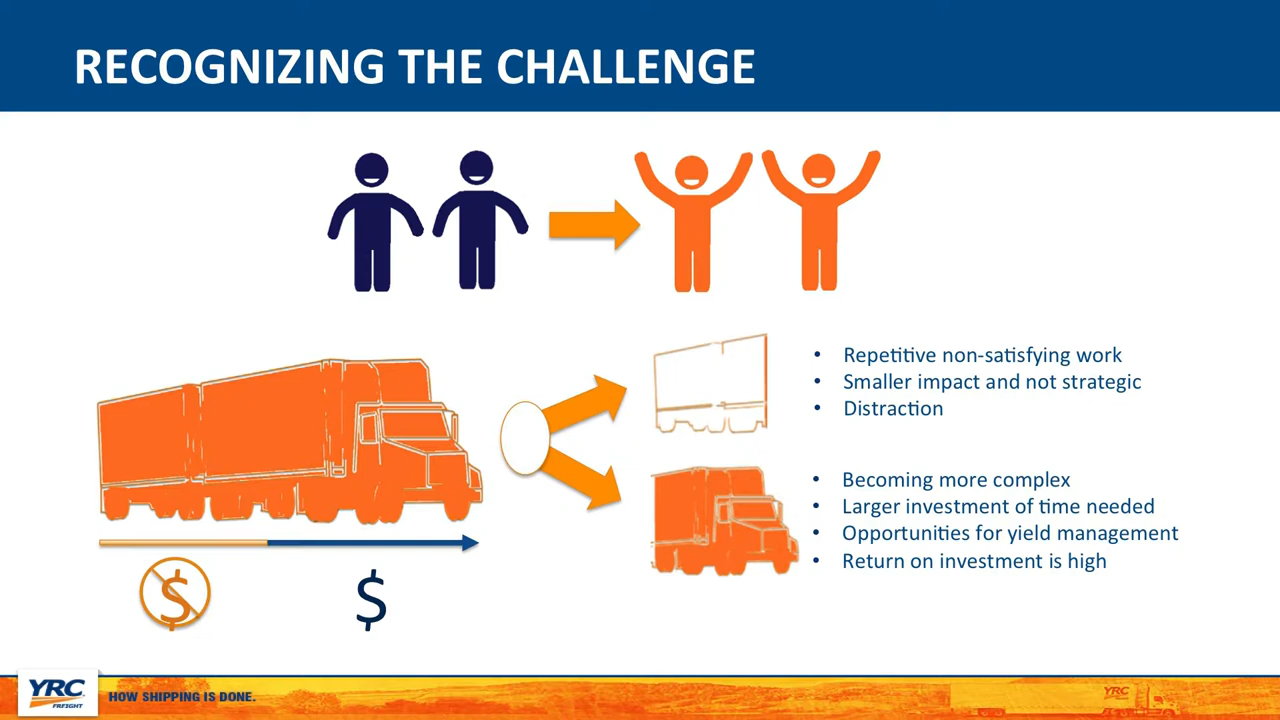 RECOGNIZING THE CHALLENGE
• Repetitive non-satisfying work
• Smaller impact and not strategic
• Distraction
• Becoming more complex
• Larger investment of time needed
• Opportunities for yield management
• Return on investment is high
$ $
YRC FREIGHT
HOW SHIPPING IS DONE.
YRC